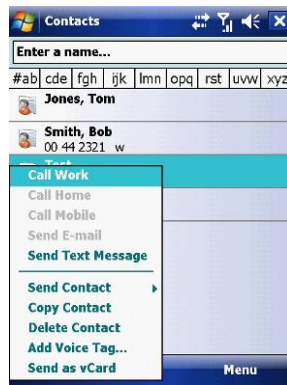 Contacts
Enter a name...
#ab cde fgh ijk lmn opq rst uvw xyz
Jones, Tom
Smith, Bob
00 44 2321 w
Test
Call Work
Call Home
Call Mobile
Send E-mail
Send Text Message
Send Contact
Copy Contact
Delete Contact
Add Voice Tag...
Send as vCard
Menu